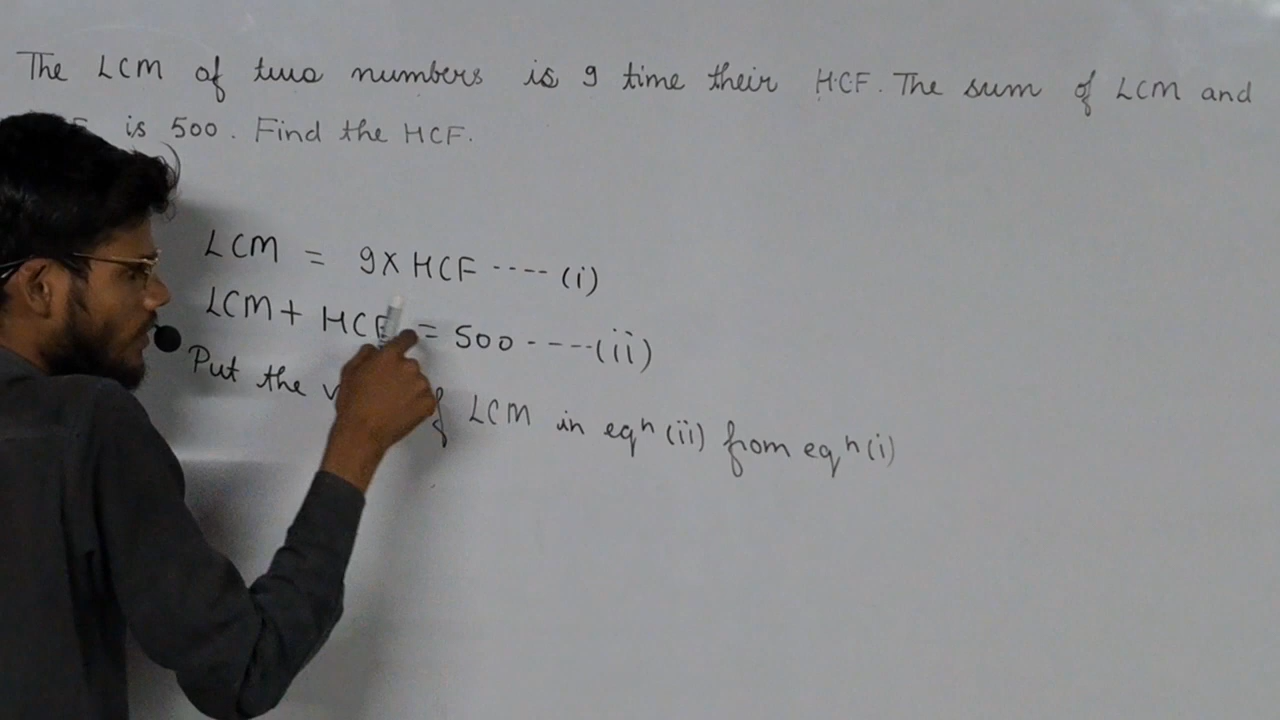 The LCM of two numbers is 9 time their HCF. The sum of LCM and
is 500. Find the HCF.
LCM = 9x HCF ---- (i)
LCM + HCF = 500 ----(ii)
Put the of LCM in eqⁿ (ii) from eqⁿ (i)